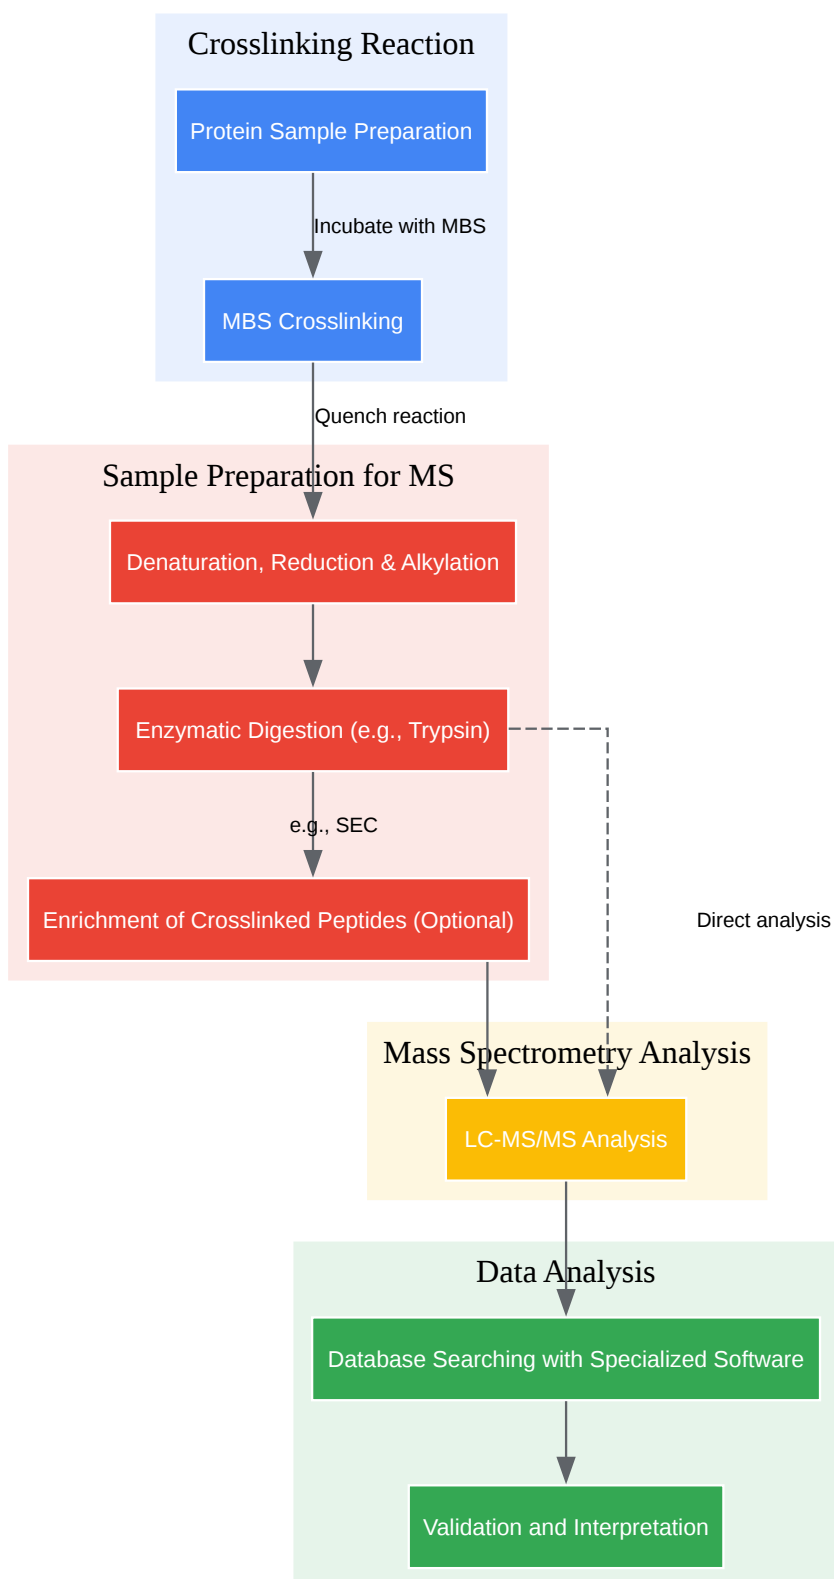 Crosslinking Reaction
Protein Sample Preparation
Incubate with MBS
MBS Crosslinking
Quench reaction
Sample Preparation for MS
Denaturation, Reduction & Alkylation
Enzymatic Digestion (e.g., Trypsin)
e.g., SEC
Enrichment of Crosslinked Peptides (Optional)
Direct analysis
Mass Spectrometry Analysis
LC-MS/MS Analysis
Data Analysis
Database Searching with Specialized Software
Validation and Interpretation